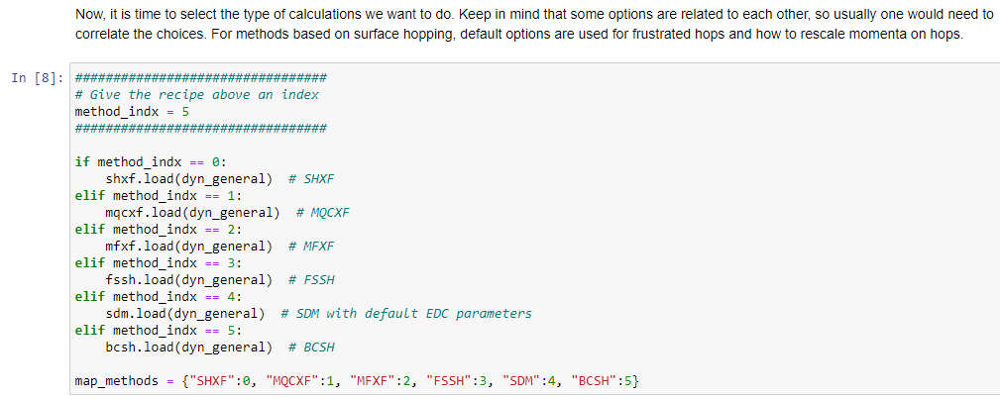 Now, it is time to select the type of calculations we want to do. Keep in mind that some options are related to each other, so usually one would need to
correlate the choices. For methods based on surface hopping, default options are used for frustrated hops and how to rescale momenta on hops.
In [8]: #################################
# Give the recipe above an index
method_indx = 5
#################################

if method_indx == 0:
    shxf.load(dyn_general)  # SHXF
elif method_indx == 1:
    mqcxf.load(dyn_general)  # MQCXF
elif method_indx == 2:
    mfxf.load(dyn_general)  # MFXF
elif method_indx == 3:
    fssh.load(dyn_general)  # FSSH
elif method_indx == 4:
    sdm.load(dyn_general)  # SDM with default EDC parameters
elif method_indx == 5:
    bcsh.load(dyn_general)  # BCSH

map_methods = {"SHXF":0, "MQCXF":1, "MFXF":2, "FSSH":3, "SDM":4, "BCSH":5}